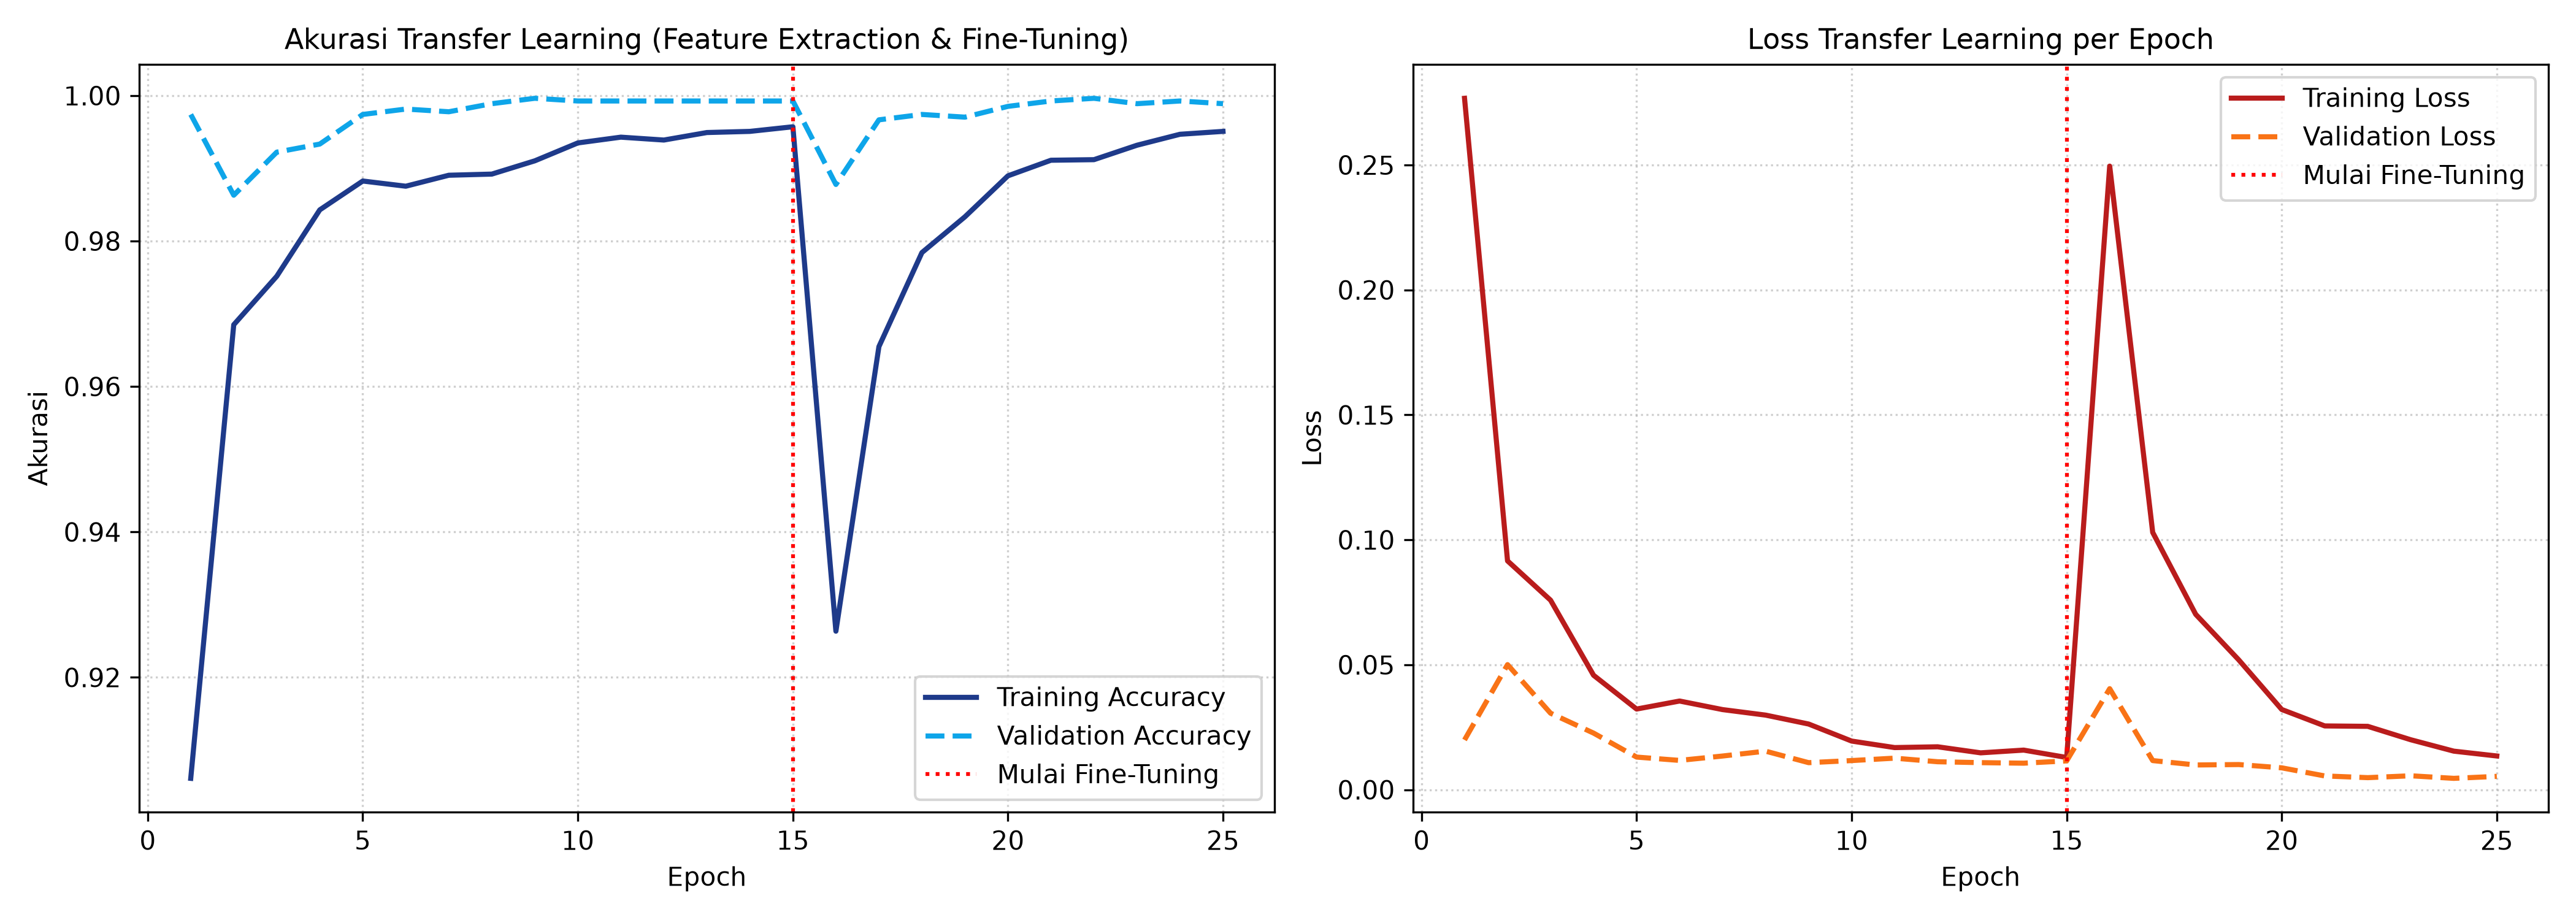 Akurasi Transfer Learning (Feature Extraction & Fine-Tuning)
Akurasi
1.00
0.98
0.96
0.94
0.92
0 5 10 15 20 25
Epoch
Training Accuracy
Validation Accuracy
Mulai Fine-Tuning
Loss Transfer Learning per Epoch
Loss
0.25
0.20
0.15
0.10
0.05
0.00
0 5 10 15 20 25
Epoch
Training Loss
Validation Loss
Mulai Fine-Tuning